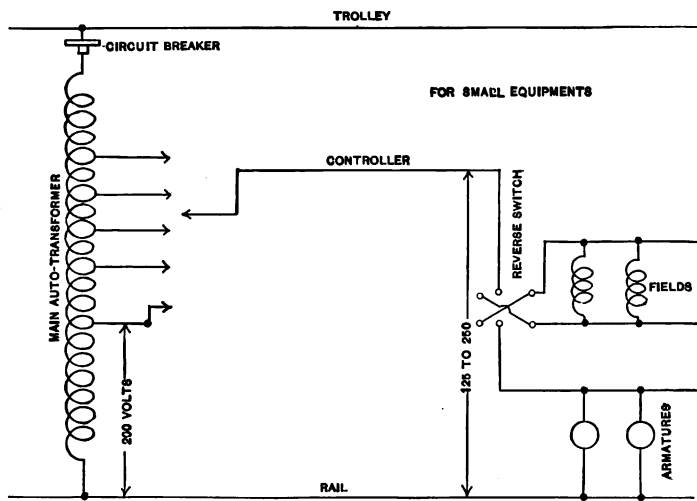 TROLLEY
CIRCUIT BREAKER
FOR SMALL EQUIPMENTS
CONTROLLER
REVERSE SWITCH
MAIN AUTO-TRANSFORMER
FIELDS
125 TO 250
200 VOLTS
ARMATURES
RAIL